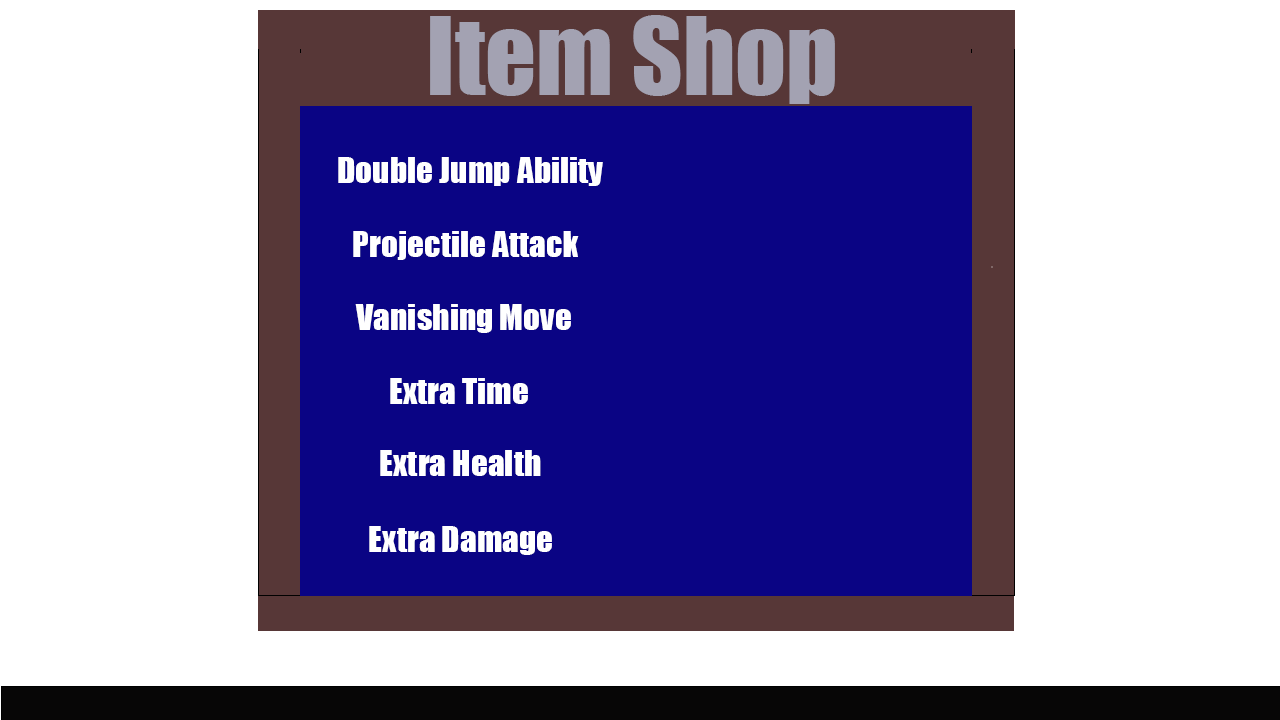 Item Shop
Double Jump Ability
Projectile Attack
Vanishing Move
Extra Time
Extra Health
Extra Damage